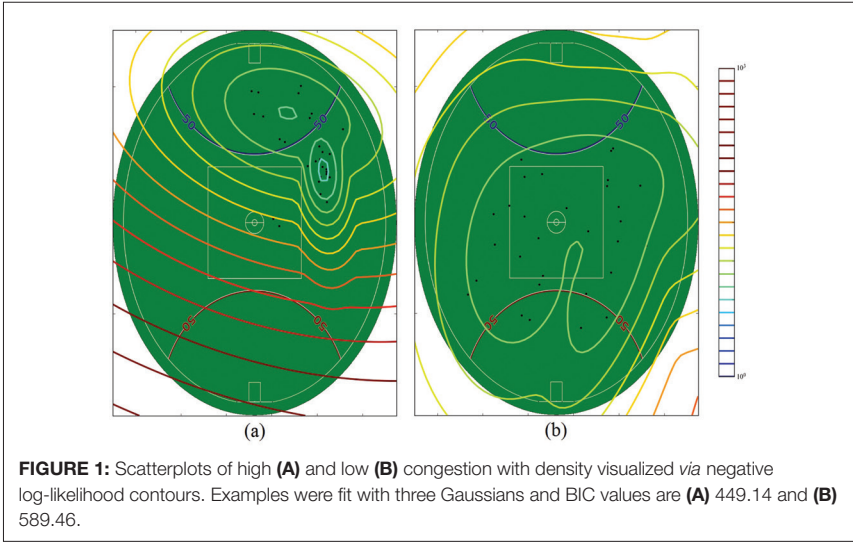 50
50
50
50
(a)
50
50
50
50
(b)
10³
10⁰
FIGURE 1: Scatterplots of high (A) and low (B) congestion with density visualized via negative
log-likelihood contours. Examples were fit with three Gaussians and BIC values are (A) 449.14 and (B)
589.46.